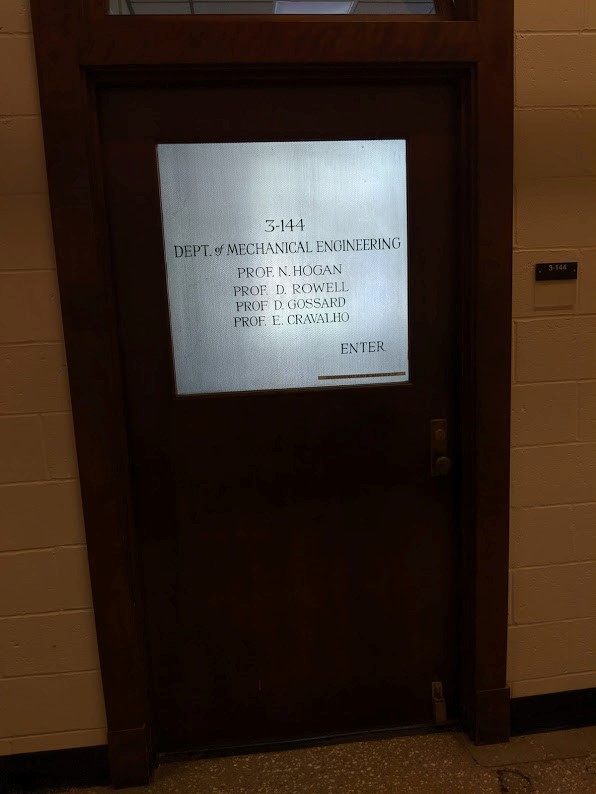 3-144
DEPT. of MECHANICAL ENGINEERING
PROF. N. HOGAN
PROF. D. ROWELL
PROF D. GOSSARD
PROF. E. CRAVALHO
ENTER
3-144